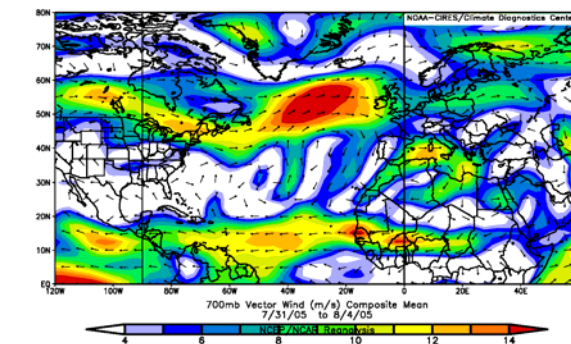 NOAA-CIRES/Climate Diagnostics Center
80N
70N
60N
50N
40N
30N
20N
10N
EQ
120W 100W 80W 60W 40W 20W 0 20E 40E
700mb Vector Wind (m/s) Composite Mean
7/31/05 to 8/4/05
NCEP/NCAR Reanalysis
4 6 8 10 12 14